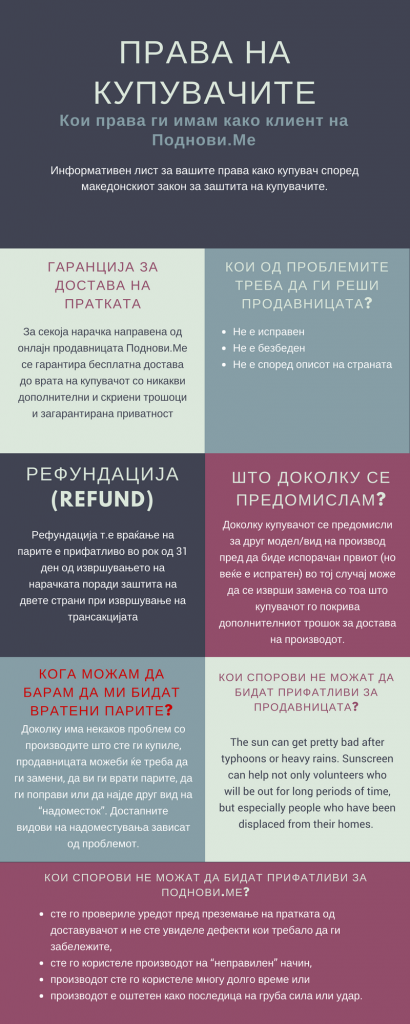 ПРАВА НА
КУПУВАЧИТЕ
Кои права ги имам како клиент на
Поднови.Ме
Информативен лист за вашите права како купувач според
македонскиот закон за заштита на купувачите.
ГАРАНЦИЈА ЗА
ДОСТАВА НА
ПРАТКАТА
За секоја нарачка направена од
онлајн продавницата Поднови.Ме
се гарантира бесплатна достава
до врата на купувачот со никакви
дополнителни и скриени трошоци
и загарантирана приватност
КОИ ОД ПРОБЛЕМИТЕ
ТРЕБА ДА ГИ РЕШИ
ПРОДАВНИЦАТА?
• Не е исправен
• Не е безбеден
• Не е според описот на страната
РЕФУНДАЦИЈА
(REFUND)
Рефундација т.е враќање на
парите е прифатливо во рок од 31
ден од извршувањето на
нарачката поради заштита на
двете страни при извршување на
трансакцијата
ШТО ДОКОЛКУ СЕ
ПРЕДОМИСЛАМ?
Доколку купувачот се предомисли
за друг модел/вид на производ
пред да биде испорачан првиот (но
веќе е испратен) во тој случај може
да се изврши замена со тоа што
купувачот го покрива
дополнителниот трошок за достава
на производот.
КОГА МОЖАМ ДА
БАРАМ ДА МИ БИДАТ
ВРАТЕНИ ПАРИТЕ?
Доколку има некаков проблем со
производите што сте ги купиле,
продавницата можеби ќе треба да
ги замени, да ви ги врати парите, да
ги поправи или да најде друг вид на
“надоместок”. Достапните
видови на надоместувања зависат
од проблемот.
КОИ СПОРОВИ НЕ МОЖАТ ДА
БИДАТ ПРИФАТЛИВИ ЗА
ПРОДАВНИЦАТА?
The sun can get pretty bad after
typhoons or heavy rains. Sunscreen
can help not only volunteers who
will be out for long periods of time,
but especially people who have been
displaced from their homes.
КОИ СПОРОВИ НЕ МОЖАТ ДА БИДАТ ПРИФАТЛИВИ ЗА
ПОДНОВИ.МЕ?
• сте го провериле уредот пред преземање на пратката од
доставувачот и не сте увиделе дефекти кои требало да ги
забележите,
• сте го користеле производот на “неправилен” начин,
• производот сте го користеле многу долго време или
• производот е оштетен како последица на груба сила или удар.